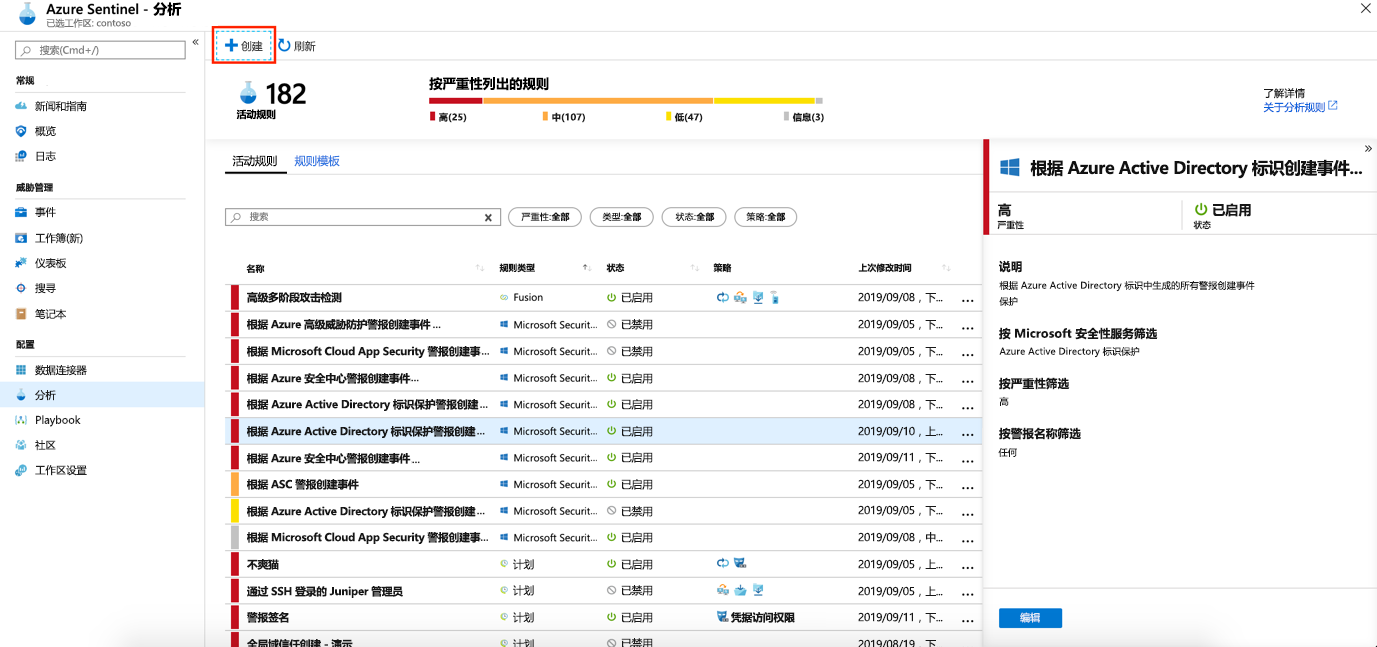 Azure Sentinel - 分析
已选工作区: contoso
搜索(Cmd+/)
«
常规
新闻和指南
概览
日志
威胁管理
事件
工作簿(新)
仪表板
搜寻
笔记本
配置
数据连接器
分析
Playbook
社区
工作区设置
创建
刷新
182
活动规则
按严重性列出的规则
高(25)
中(107)
低(47)
信息(3)
了解详情
关于分析规则
活动规则 规则模板
搜索
严重性:全部
类型:全部
状态:全部
策略:全部
名称 规则类型 状态 策略 上次修改时间
高级多阶段攻击检测 Fusion 已启用 2019/09/08，下... ...
根据 Azure 高级威胁防护警报创建事件 ... Microsoft Securit... 已禁用 2019/09/05，下... ...
根据 Microsoft Cloud App Security 警报创建事... Microsoft Securit... 已禁用 2019/09/05，下... ...
根据 Azure 安全中心警报创建事件... Microsoft Securit... 已启用 2019/09/08，下... ...
根据 Azure Active Directory 标识保护警报创建 ... Microsoft Securit... 已启用 2019/09/08，下... ...
根据 Azure Active Directory 标识保护警报创建... Microsoft Securit... 已启用 2019/09/10，上... ...
根据 Azure 安全中心警报创建事件 ... Microsoft Securit... 已启用 2019/09/11，下... ...
根据 ASC 警报创建事件 Microsoft Securit... 已启用 2019/09/05，下... ...
根据 Azure Active Directory 标识保护警报创建... Microsoft Securit... 已禁用 2019/09/05，下... ...
根据 Microsoft Cloud App Security 警报创建事... Microsoft Securit... 已启用 2019/09/08，中... ...
不爽猫 计划 已启用 2019/09/05，上... ...
通过 SSH 登录的 Juniper 管理员 计划 已禁用 2019/09/05，上... ...
警报签名 计划 已启用 凭据访问权限 2019/09/11，下... ...
全局域信任创建 - 演示 计划 已禁用 2019/08/19，下...
»
根据 Azure Active Directory 标识创建事件...
高
严重性
已启用
状态
说明
根据 Azure Active Directory 标识中生成的所有警报创建事件
保护
按 Microsoft 安全性服务筛选
Azure Active Directory 标识保护
按严重性筛选
高
按警报名称筛选
任何
编辑